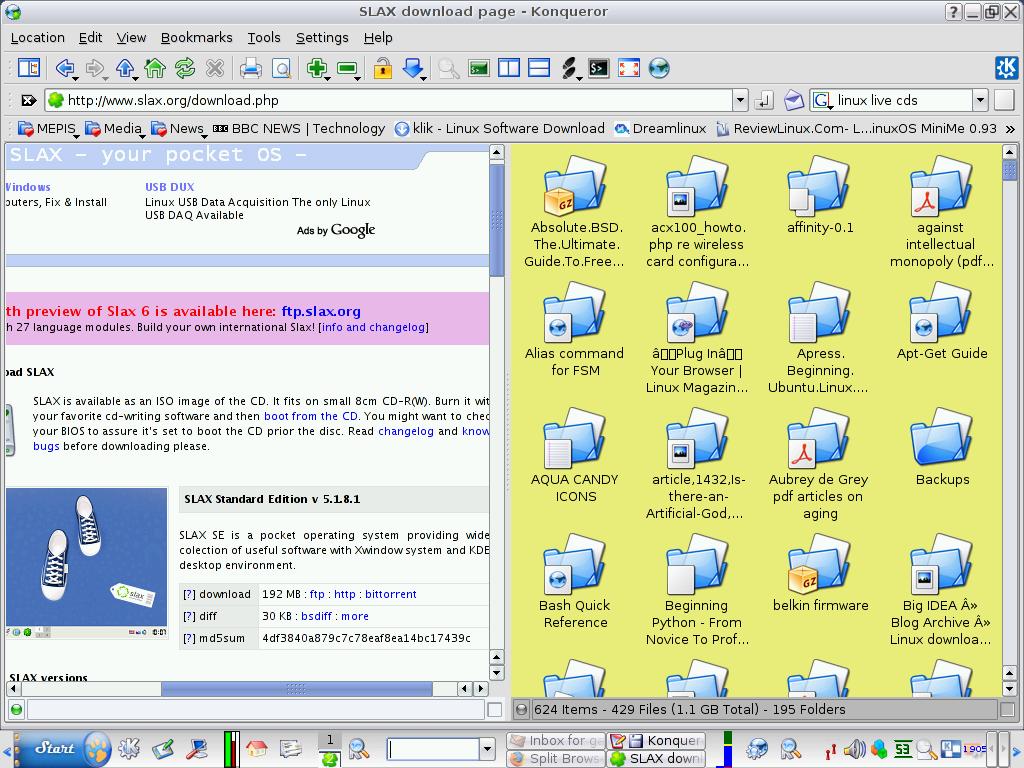 SLAX download page - Konqueror
Location Edit View Bookmarks Tools Settings Help
http://www.slax.org/download.php
linux live cds
MEPIS Media News BBC BBC NEWS | Technology klik - Linux Software Download Dreamlinux ReviewLinux.Com- L...inuxOS MiniMe 0.93 »
SLAX - your pocket OS -
Windows
USB DUX
outers, Fix & Install
Linux USB Data Acquisition The only Linux
USB DAQ Available
Ads by Google
th preview of Slax 6 is available here: ftp.slax.org
h 27 language modules. Build your own international Slax! [info and changelog]
oad SLAX
SLAX is available as an ISO image of the CD. It fits on small 8cm CD-R(W). Burn it wit
your favorite cd-writing software and then boot from the CD. You might want to chec
your BIOS to assure it's set to boot the CD prior the disc. Read changelog and know
bugs before downloading please.
slax
SLAX Standard Edition v 5.1.8.1
SLAX SE is a pocket operating system providing wide
colection of useful software with Xwindow system and KDE
desktop environment.
[?] download 192 MB : ftp : http : bittorrent
[?] diff 30 KB : bsdiff : more
[?] md5sum 4df3840a879c7c78eaf8ea14bc17439c
SLAX versions
Absolute.BSD.
The.Ultimate.
Guide.To.Free...
acx100_howto.
php re wireless
card configura...
affinity-0.1
against
intellectual
monopoly (pdf...
Alias command
for FSM
â Plug Inâ
Your Browser |
Linux Magazin...
Apress.
Beginning.
Ubuntu.Linux....
Apt-Get Guide
AQUA CANDY
ICONS
article,1432,Is-
there-an-
Artificial-God,...
Aubrey de Grey
pdf articles on
aging
Backups
Bash Quick
Reference
Beginning
Python - From
Novice To Prof...
belkin firmware
Big IDEA Â»
Blog Archive Â»
Linux downloa...
624 Items - 429 Files (1.1 GB Total) - 195 Folders
Start
1
Inbox for ga
Konquer
Split Brows
SLAX downl
53
1905